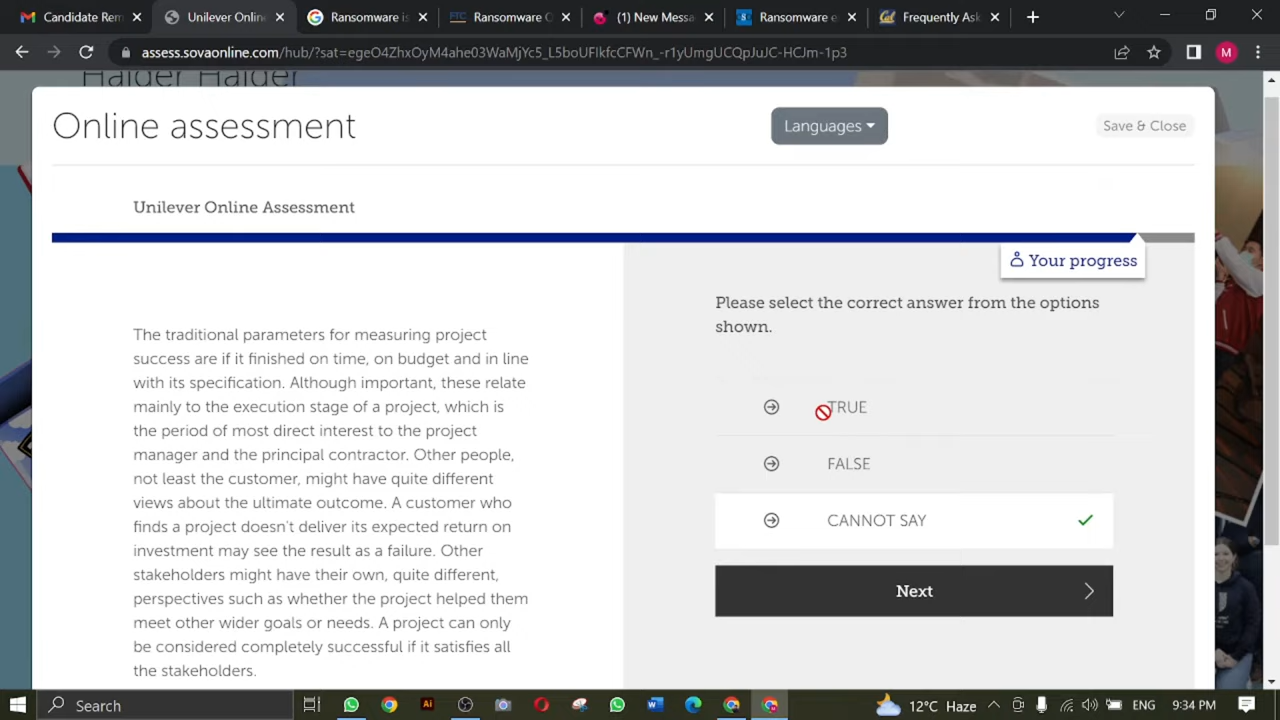 Candidate Rem
Unilever Onlin
Ransomware is
FTC
Ransomware C
(1) New Messa
Ransomware e
Cal
Frequently Ask
assess.sovaonline.com/hub/?sat=egeO4ZhxOyM4ahe03WaMjYc5_L5boUFlkfcCFWn_-r1yUmgUCQpJuJC-HCJm-1p3
M
Haider Haider
Online assessment
Languages
Save & Close
Unilever Online Assessment
Your progress
The traditional parameters for measuring project
success are if it finished on time, on budget and in line
with its specification. Although important, these relate
mainly to the execution stage of a project, which is
the period of most direct interest to the project
manager and the principal contractor. Other people,
not least the customer, might have quite different
views about the ultimate outcome. A customer who
finds a project doesn't deliver its expected return on
investment may see the result as a failure. Other
stakeholders might have their own, quite different,
perspectives such as whether the project helped them
meet other wider goals or needs. A project can only
be considered completely successful if it satisfies all
the stakeholders.
Please select the correct answer from the options
shown.
TRUE
FALSE
CANNOT SAY
Next
Search
Ai
12°C Haze
ENG
9:34 PM